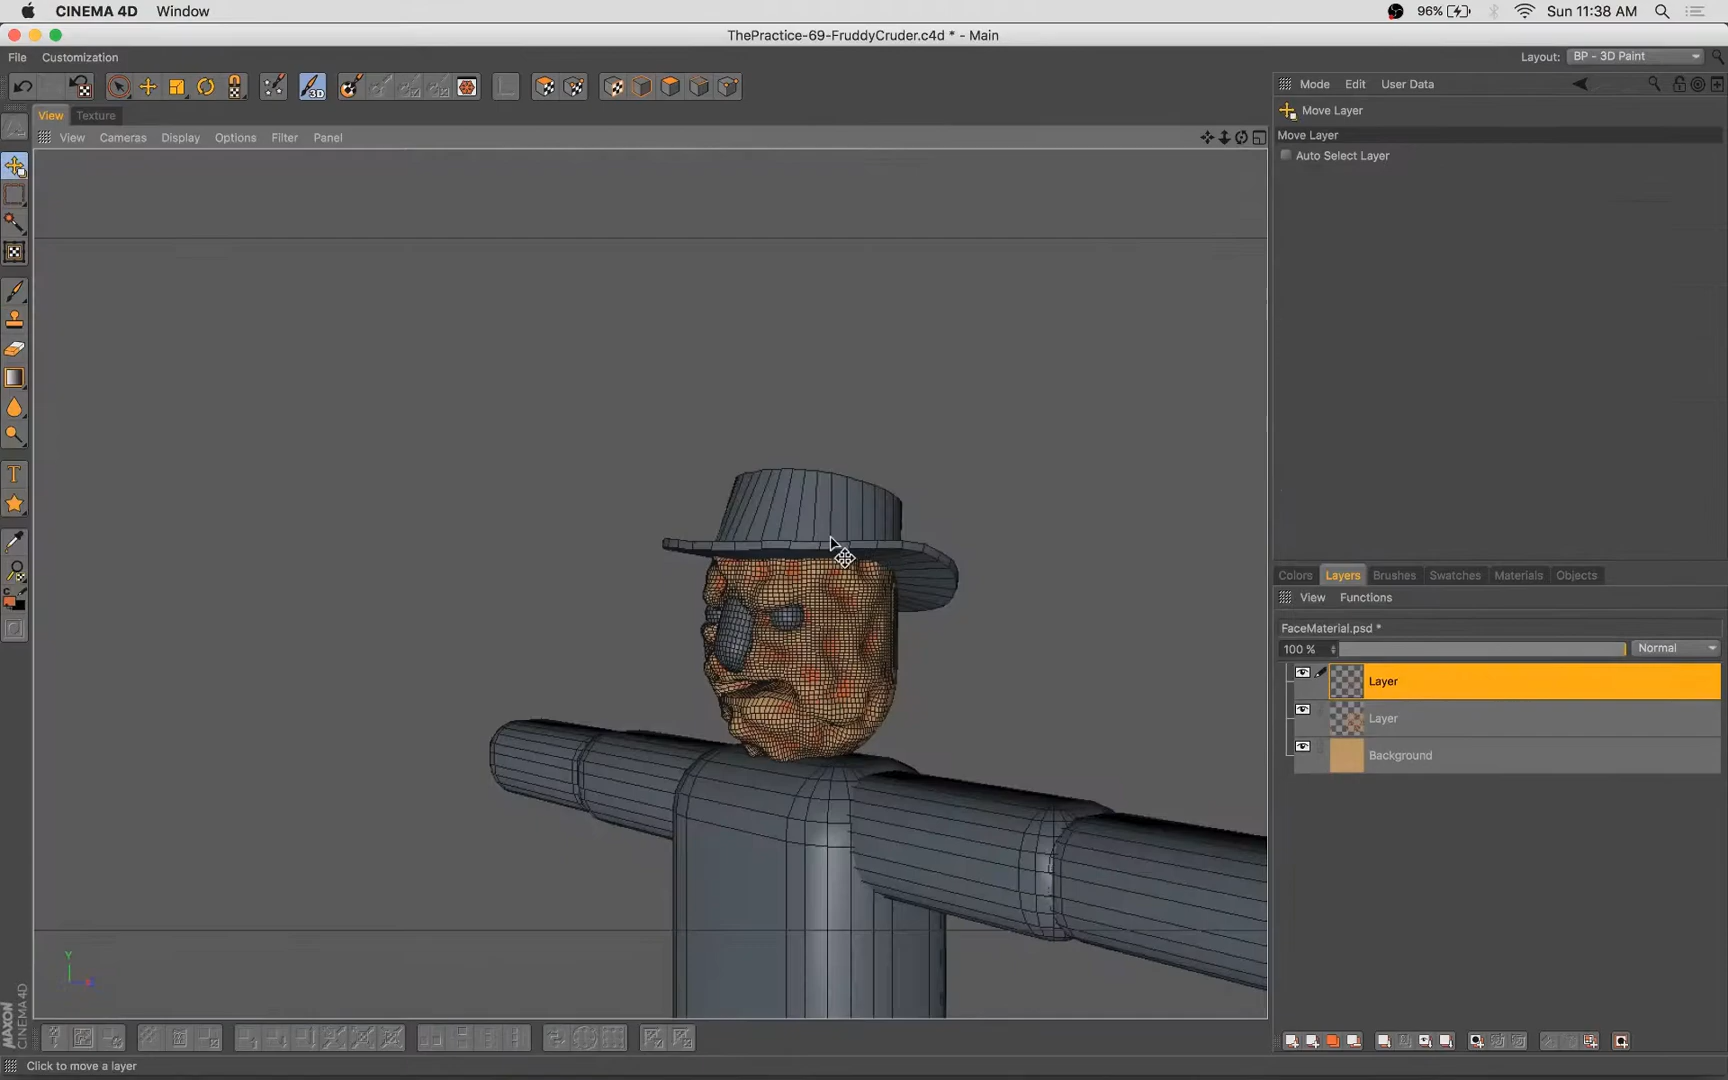 CINEMA 4D Window 96% Sun 11:38 AM
ThePractice-69-FruddyCruder.c4d * - Main
File Customization Layout: BP - 3D Paint
3D
Mode Edit User Data
View Texture
Move Layer
View Cameras Display Options Filter Panel
Move Layer
Auto Select Layer
Colors Layers Brushes Swatches Materials Objects
View Functions
FaceMaterial.psd *
100 % Normal
Layer
Layer
Background
Y
MAXON
CINEMA 4D
Click to move a layer